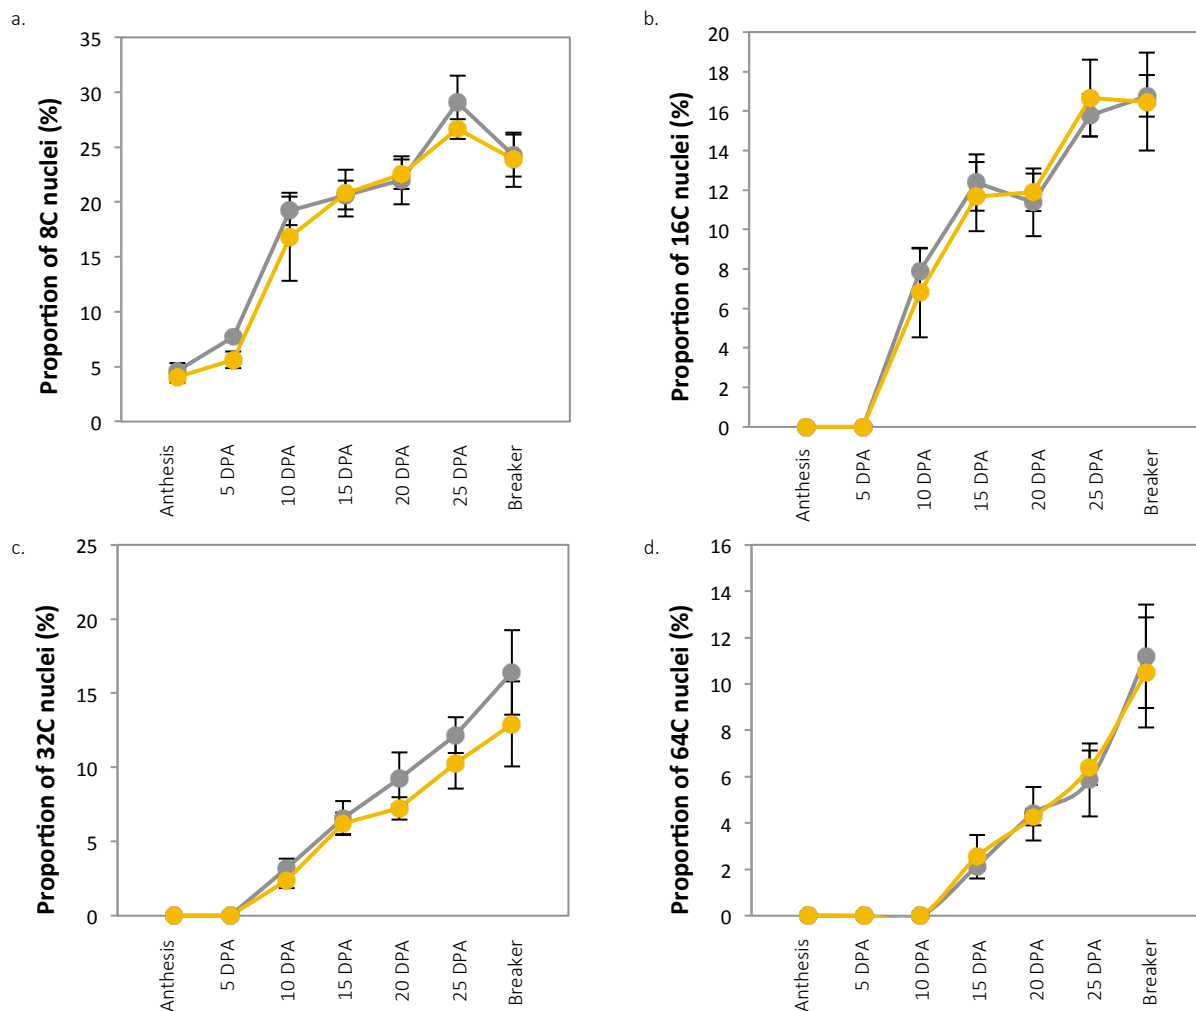 a.
Proportion of 8C nuclei (%)
35
30
25
20
15
10
5
0
Anthesis
5 DPA
10 DPA
15 DPA
20 DPA
25 DPA
Breaker
b.
Proportion of 16C nuclei (%)
20
18
16
14
12
10
8
6
4
2
0
Anthesis
5 DPA
10 DPA
15 DPA
20 DPA
25 DPA
Breaker
c.
Proportion of 32C nuclei (%)
25
20
15
10
5
0
Anthesis
5 DPA
10 DPA
15 DPA
20 DPA
25 DPA
Breaker
d.
Proportion of 64C nuclei (%)
16
14
12
10
8
6
4
2
0
Anthesis
5 DPA
10 DPA
15 DPA
20 DPA
25 DPA
Breaker